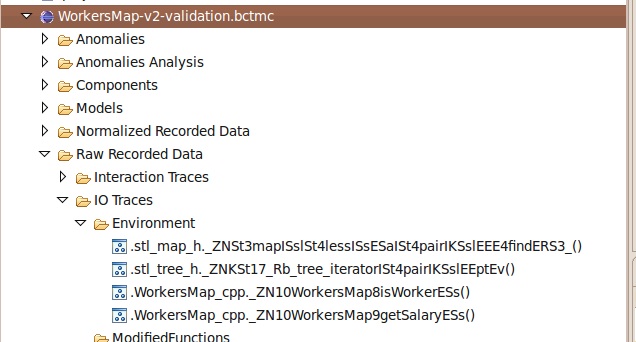 WorkersMap-v2-validation.bctmc
Anomalies
Anomalies Analysis
Components
Models
Normalized Recorded Data
Raw Recorded Data
Interaction Traces
IO Traces
Environment
.stl_map_h._ZNSt3mapISslSt4lessISsESaISt4pairIKSslEEE4findERS3_()
.stl_tree_h._ZNKSt17_Rb_tree_iteratorISt4pairIKSslEEptEv()
.WorkersMap_cpp._ZN10WorkersMap8isWorkerESs()
.WorkersMap_cpp._ZN10WorkersMap9getSalaryESs()
ModifiedFunctions